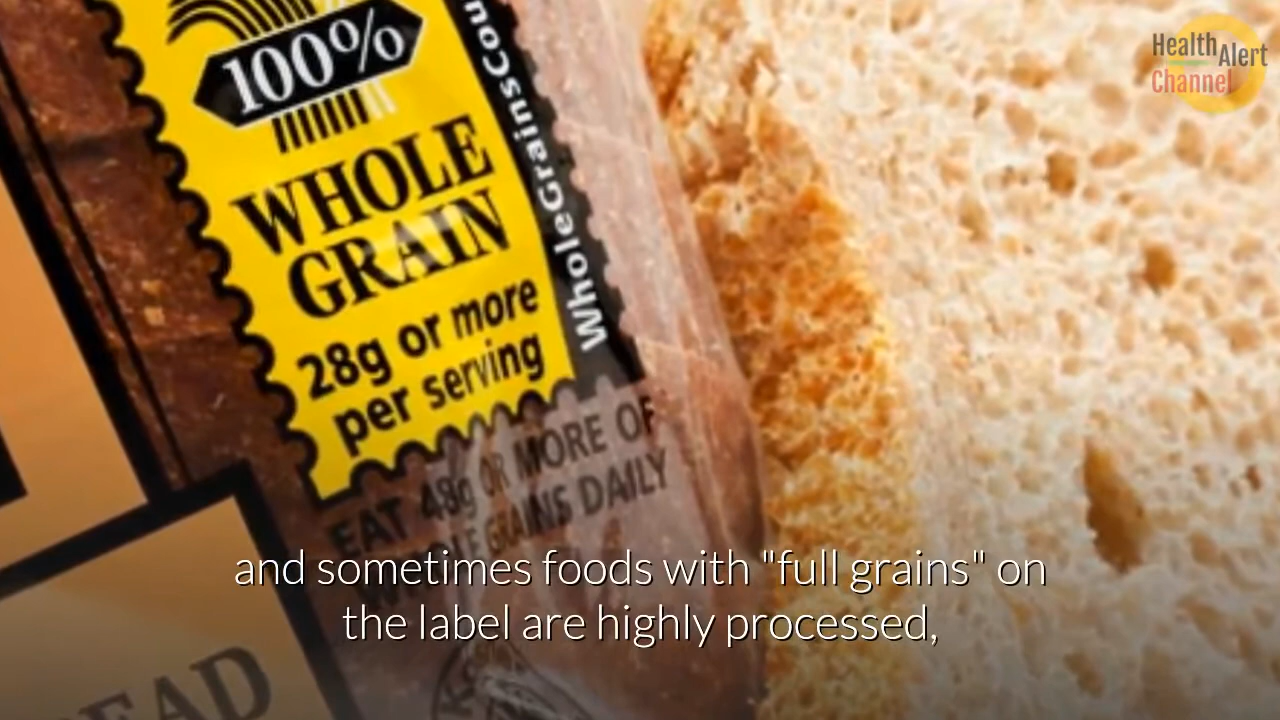 Health
Alert
Channel
100%
WHOLE
GRAIN
28g or more
per serving
WholeGrainsCou
EAT 48g OR MORE OF
WHOLE GRAINS DAILY
and sometimes foods with "full grains" on
the label are highly processed,